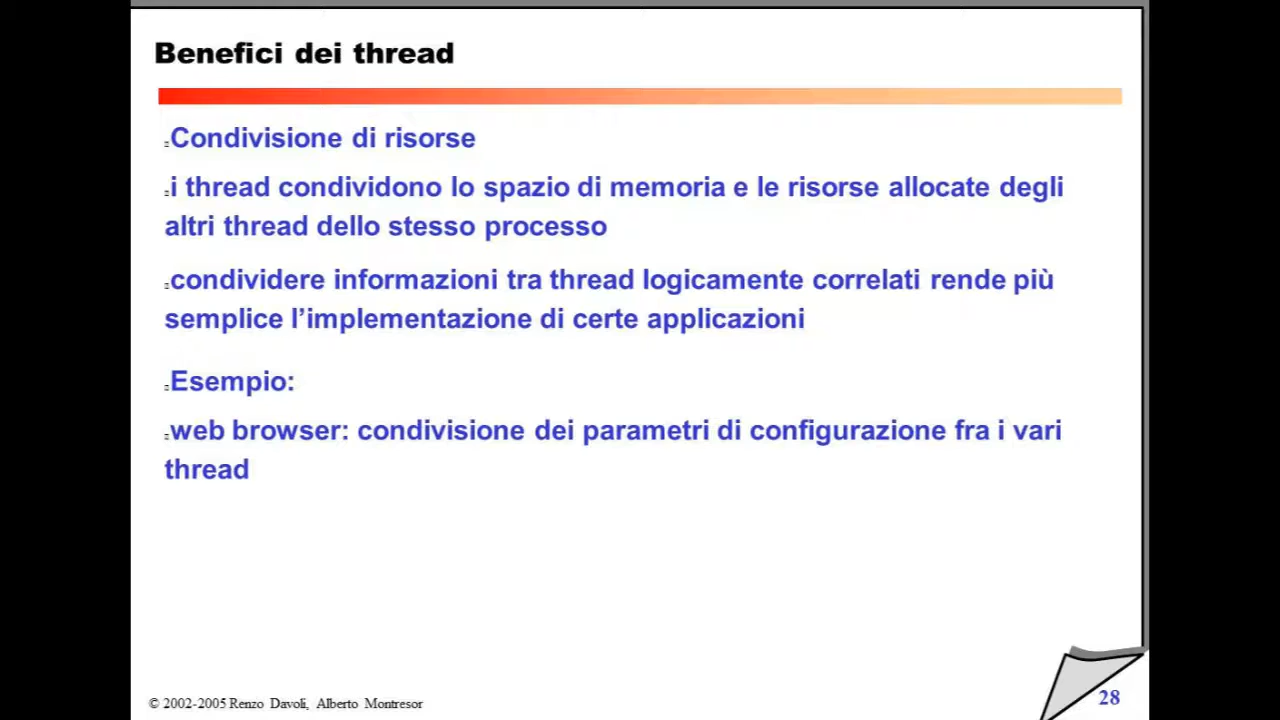 Benefici dei thread
Condivisione di risorse
i thread condividono lo spazio di memoria e le risorse allocate degli
altri thread dello stesso processo
condividere informazioni tra thread logicamente correlati rende più
semplice l’implementazione di certe applicazioni
Esempio:
web browser: condivisione dei parametri di configurazione fra i vari
thread
© 2002-2005 Renzo Davoli, Alberto Montresor
28